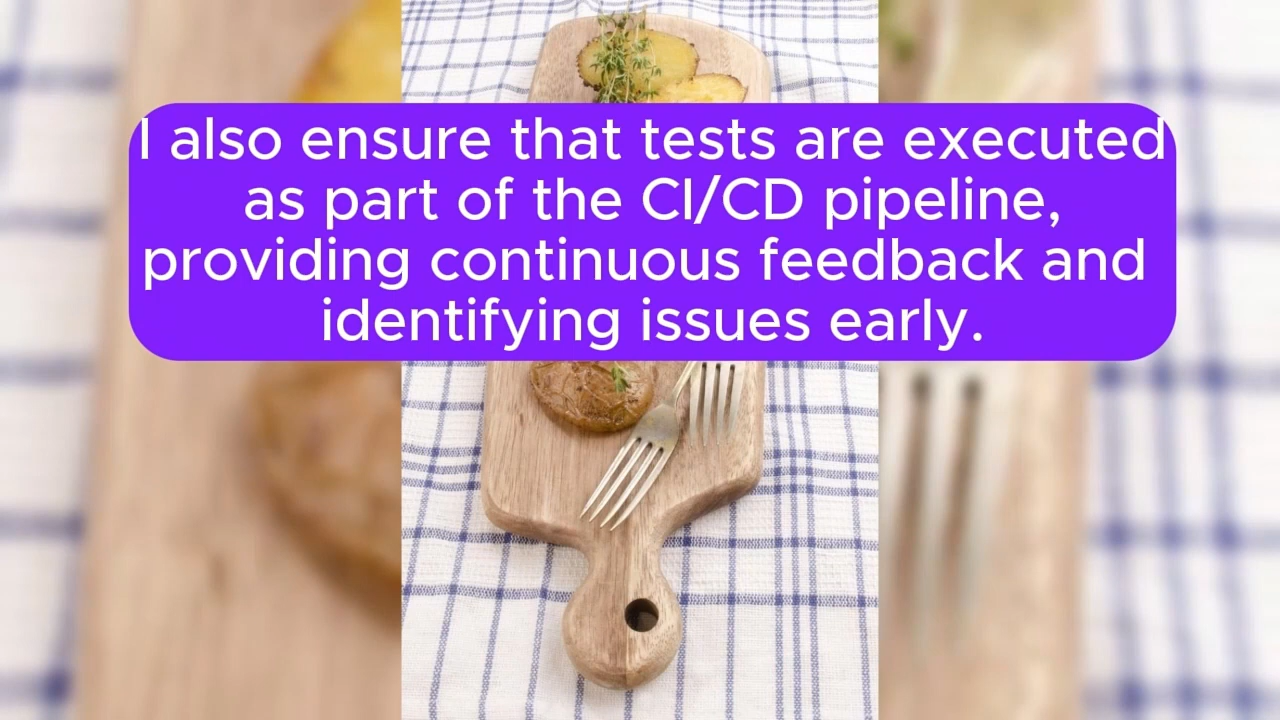 I also ensure that tests are executed
as part of the CI/CD pipeline,
providing continuous feedback and
identifying issues early.